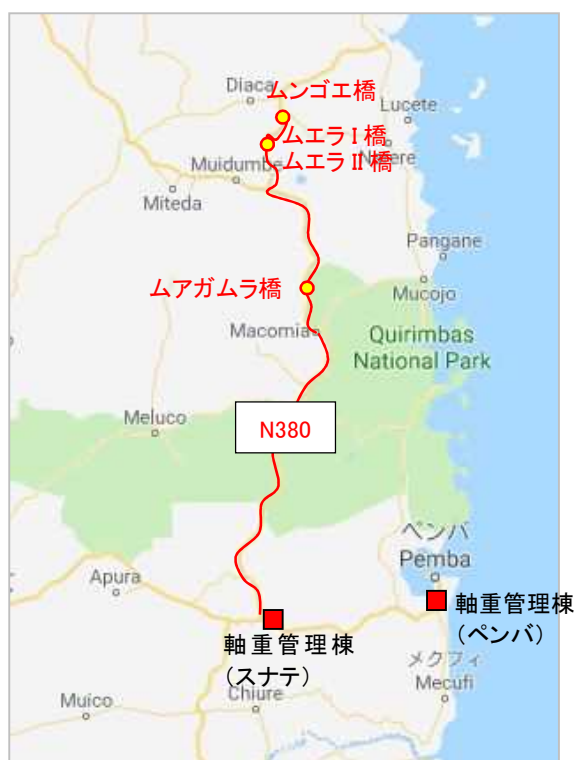 Diaca
ムンゴエ橋
Lucete
ムエラⅠ橋
ムエラⅡ橋
Muidumbe
Miteda
Pangane
ムアガムラ橋
Mucojo
Macomia
Quirimbas
National Park
Meluco
N380
ペンバ
Pemba
Apura
軸重管理棟
（ペンバ）
軸重管理棟
（スナテ）
メクフィ
Mecufi
Chiure
Muico